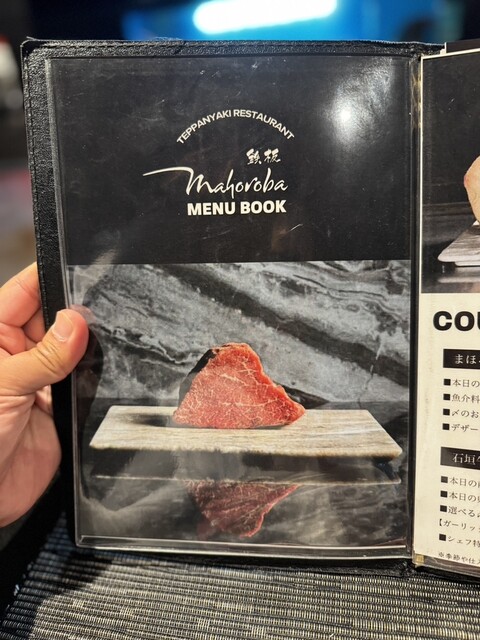 TEPPANYAKI RESTAURANT
鉄板
Mahoroba
MENU BOOK
COU
まほ
■本日の
■魚介料
■〆のお
■デザー
石垣
■本日の
■本日の
■選べる
【ガーリッ
■シェフ特
※季節や仕入